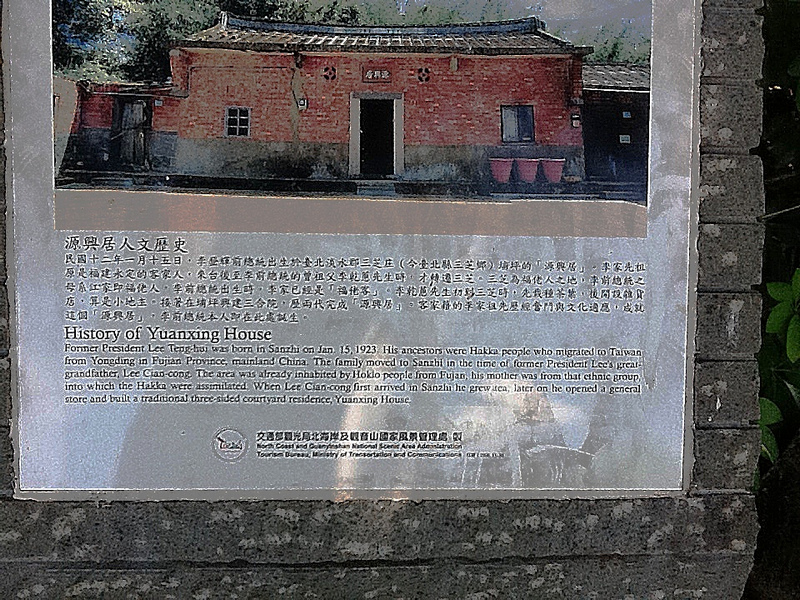 源興居
源興居人文歷史
民國十二年一月十五日，李登輝前總統出生於臺北淡水郡三芝庄（今臺北縣三芝鄉）埔坪的「源興居」。李家先祖
原是福建永定的客家人，來台後至李前總統的曾祖父李乾蔥先生時，才轉遷三芝。三芝為福佬人之地，李前總統之
母系江家即福佬人，李前總統出生時，李家已經是「福佬客」。李乾蔥先生初到三芝時，先栽種茶葉，後開設雜貨
店，算是小地主。接著在埔坪興建三合院，歷兩代完成「源興居」。客家籍的李家祖先歷經奮鬥與文化適應，成就
這個「源興居」，李前總統本人即在此處誕生。
History of Yuanxing House
Former President Lee Teng-hui was born in Sanzhi on Jan. 15, 1923. His ancestors were Hakka people who migrated to Taiwan
from Yongding in Fujian Province, mainland China. The family moved to Sanzhi in the time of former President Lee's great-
grandfather, Lee Cian-cong. The area was already inhabited by Hoklo people from Fujan; his mother was from that ethnic group,
into which the Hakka were assimilated. When Lee Cian-cong first arrived in Sanzhi he grew tea; later on he opened a general
store and built a traditional three-sided courtyard residence, Yuanxing House.
交通部觀光局北海岸及觀音山國家風景區管理處 製
North Coast and Guanyinshan National Scenic Area Administration
Tourism Bureau, Ministry of Transportation and Communications